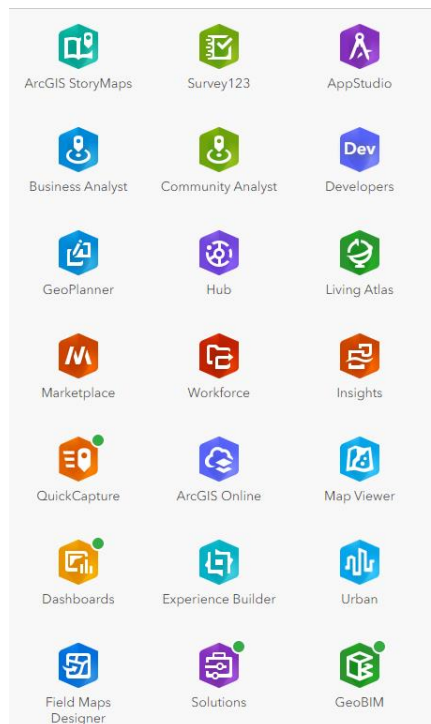 ArcGIS StoryMaps
Survey123
AppStudio
Dev
Business Analyst
Community Analyst
Developers
GeoPlanner
Hub
Living Atlas
Marketplace
Workforce
Insights
QuickCapture
ArcGIS Online
Map Viewer
Dashboards
Experience Builder
Urban
Field Maps
Designer
Solutions
GeoBIM